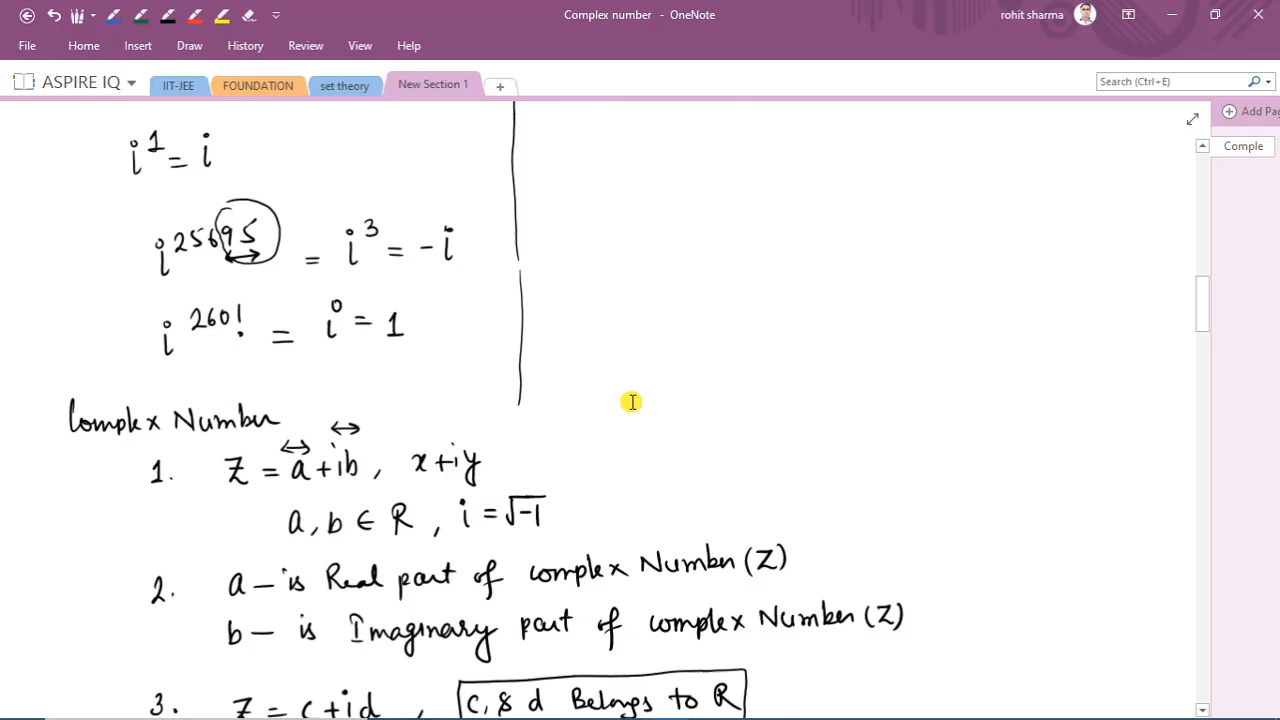 Complex number - OneNote
rohit sharma
File Home Insert Draw History Review View Help
ASPIRE IQ IIT-JEE FOUNDATION set theory New Section 1 + Search (Ctrl+E)
Add Pag
Comple
i¹ = i
i²⁵⁶⁹⁵ = i³ = -i
i²⁶⁰! = i⁰ = 1
Complex Number
1. Z = a+ib, x+iy
a,b ∈ R, i = √-1
2. a – is Real part of complex Number (Z)
b – is Imaginary part of complex Number (Z)
3. Z = c+id, c, & d Belongs to R